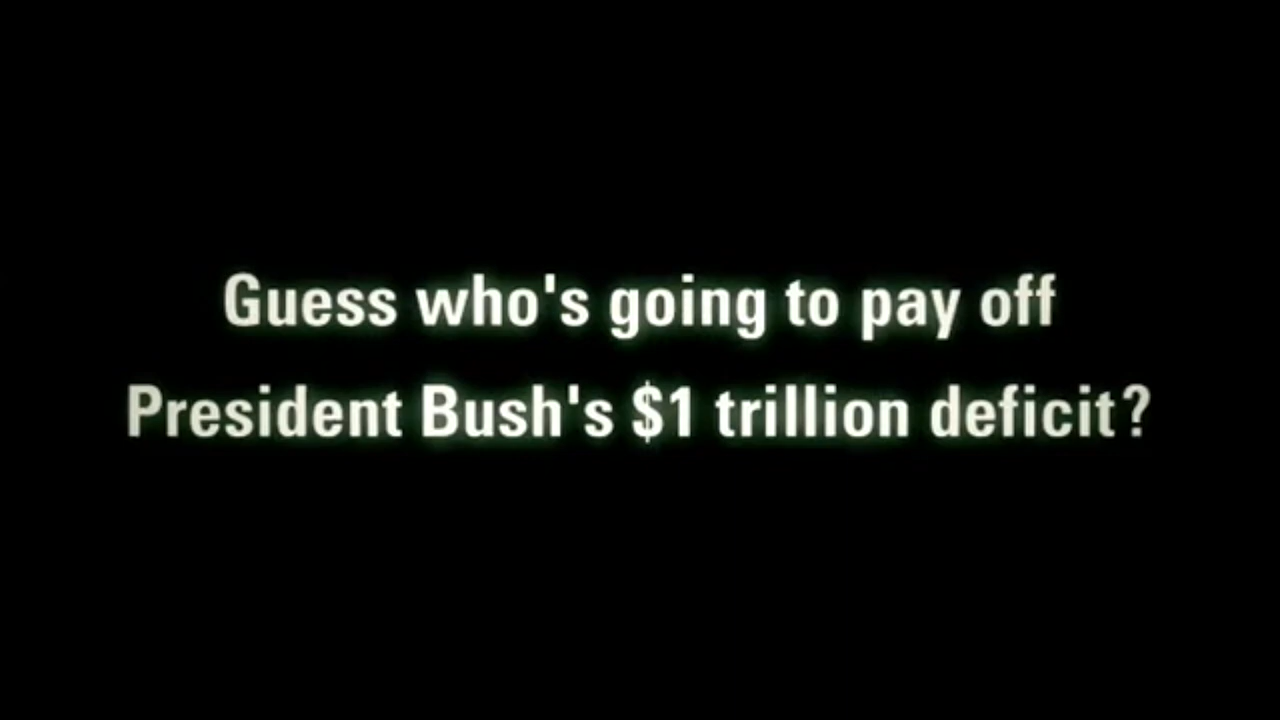 Guess who's going to pay off
President Bush's $1 trillion deficit?